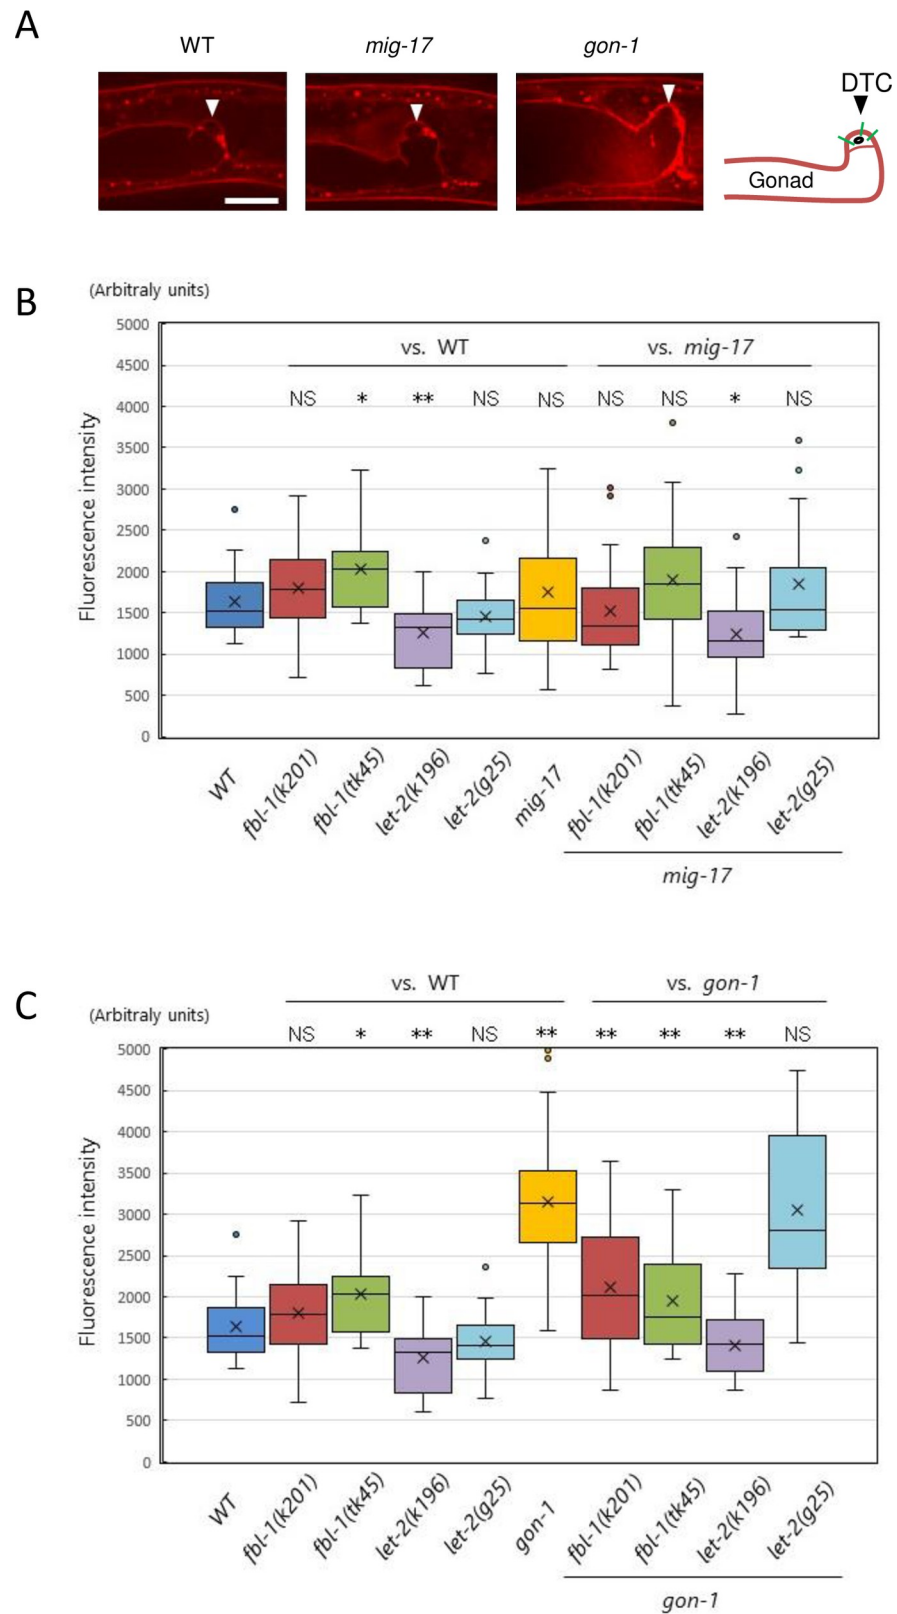 A
WT
mig-17
gon-1
DTC
Gonad
B
(Arbitraly units)
Fluorescence intensity
5000
4500
4000
3500
3000
2500
2000
1500
1000
500
0
vs. WT
vs. mig-17
NS * ** NS NS NS NS * NS
WT
fbl-1(k201)
fbl-1(tk45)
let-2(k196)
let-2(g25)
mig-17
fbl-1(k201)
fbl-1(tk45)
let-2(k196)
let-2(g25)
mig-17
C
(Arbitraly units)
vs. WT
vs. gon-1
NS * ** NS ** ** ** ** NS
Fluorescence intensity
5000
4500
4000
3500
3000
2500
2000
1500
1000
500
0
WT
fbl-1(k201)
fbl-1(tk45)
let-2(k196)
let-2(g25)
gon-1
fbl-1(k201)
fbl-1(tk45)
let-2(k196)
let-2(g25)
gon-1